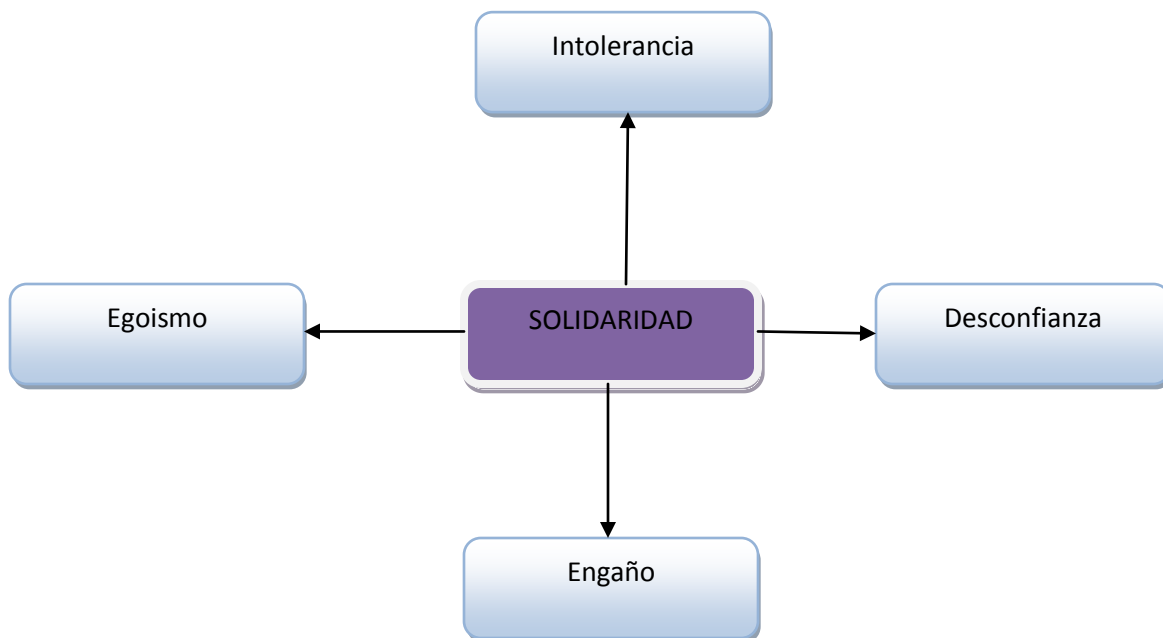 Intolerancia
Egoismo
SOLIDARIDAD
Desconfianza
Engaño